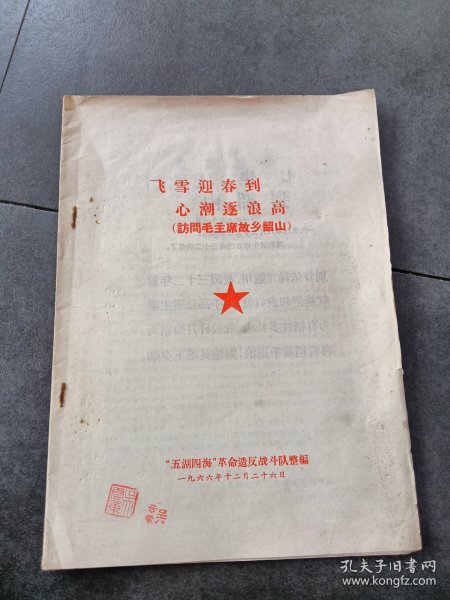 飞雪迎春到
心潮逐浪高
(訪問毛主席故乡韶山)
“五湖四海”革命造反战斗队整编
一九六六年十二月二十六日
孔夫子旧书网
www.kongfz.com